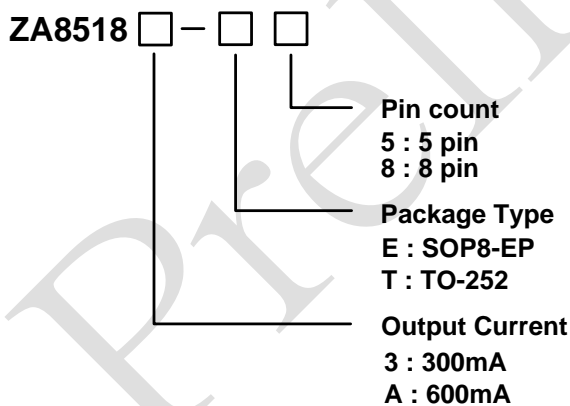 ZA8518 □ – □ □
Pin count
5 : 5 pin
8 : 8 pin
Package Type
E : SOP8-EP
T : TO-252
Output Current
3 : 300mA
A : 600mA
Preli